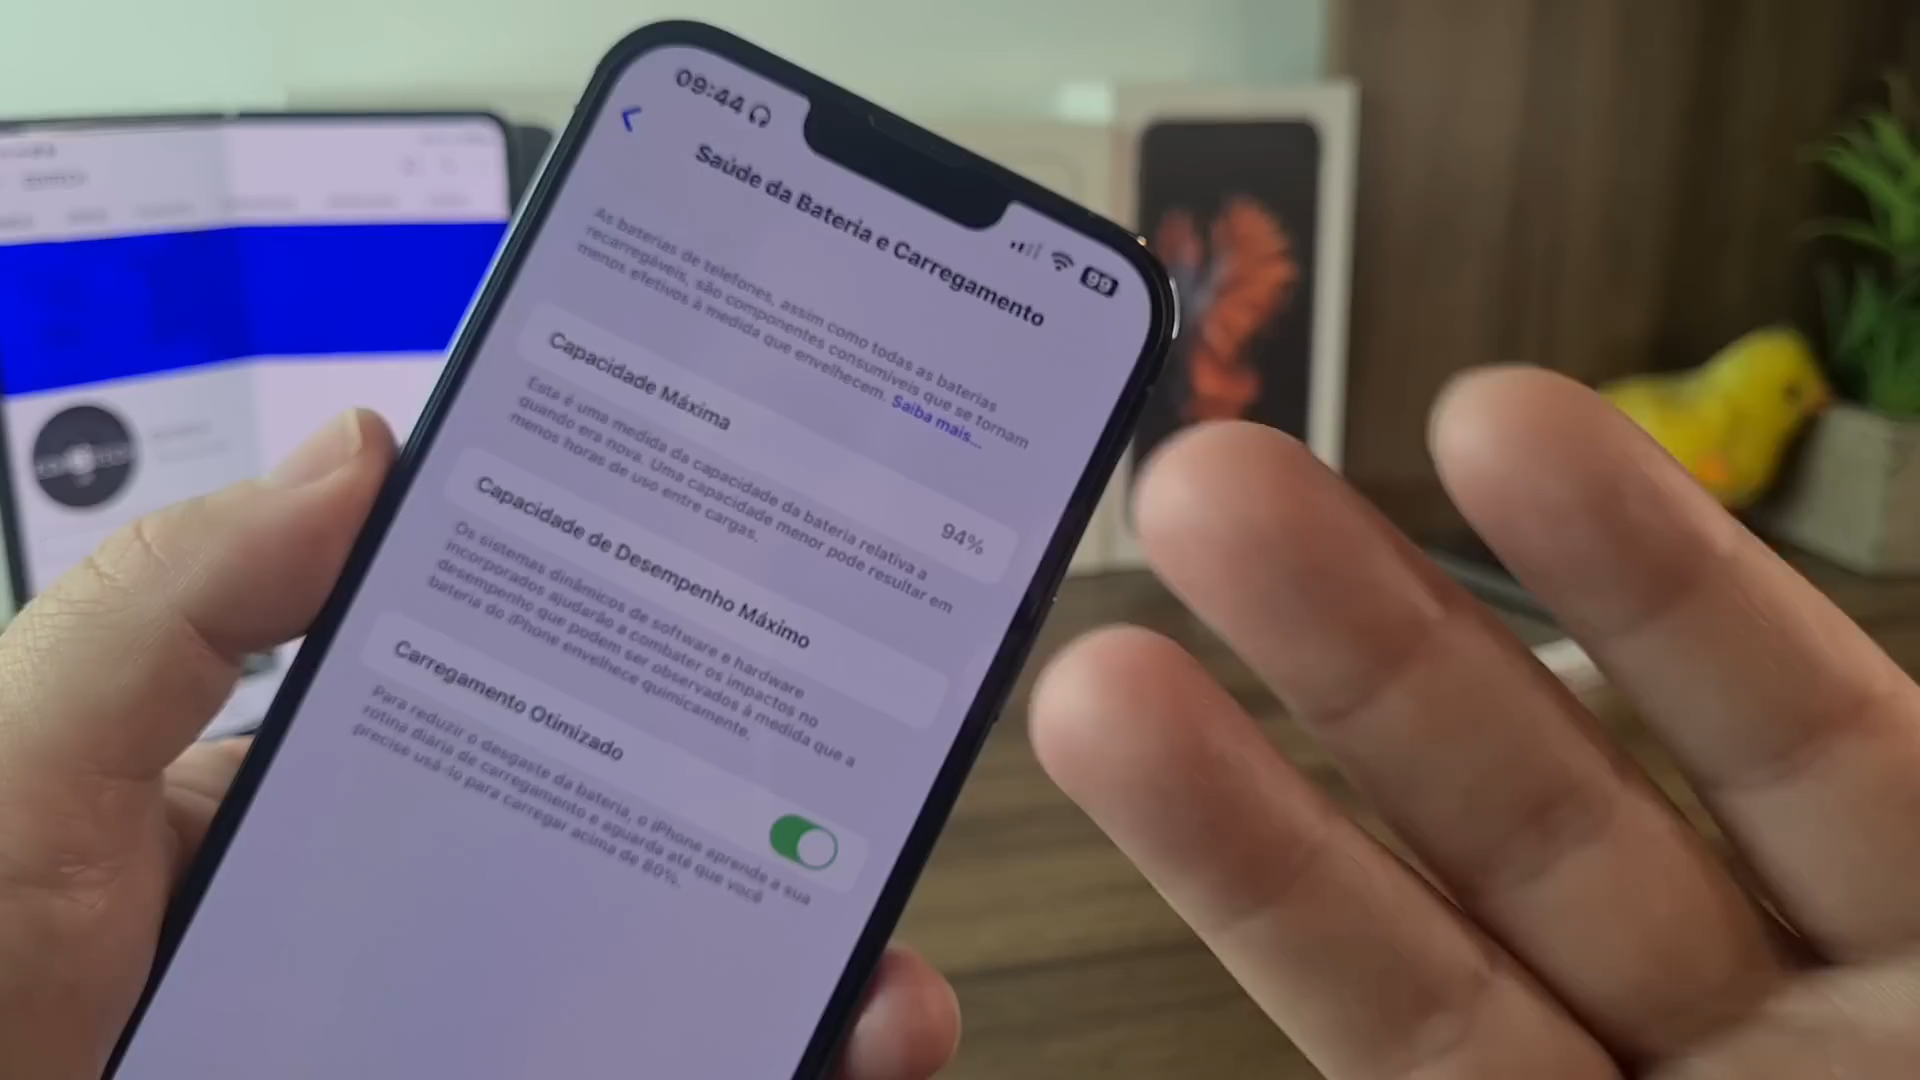 09:44
99
Saúde da Bateria e Carregamento
As baterias de telefones, assim como todas as baterias
recarregáveis, são componentes consumíveis que se tornam
menos efetivos à medida que envelhecem. Saiba mais...
Capacidade Máxima
94%
Esta é uma medida da capacidade da bateria relativa a
quando era nova. Uma capacidade menor pode resultar em
menos horas de uso entre cargas.
Capacidade de Desempenho Máximo
Os sistemas dinâmicos de software e hardware
incorporados ajudarão a combater os impactos no
desempenho que podem ser observados à medida que a
bateria do iPhone envelhece quimicamente.
Carregamento Otimizado
Para reduzir o desgaste da bateria, o iPhone aprende a sua
rotina diária de carregamento e aguarda até que você
precise usá-lo para carregar acima de 80%.